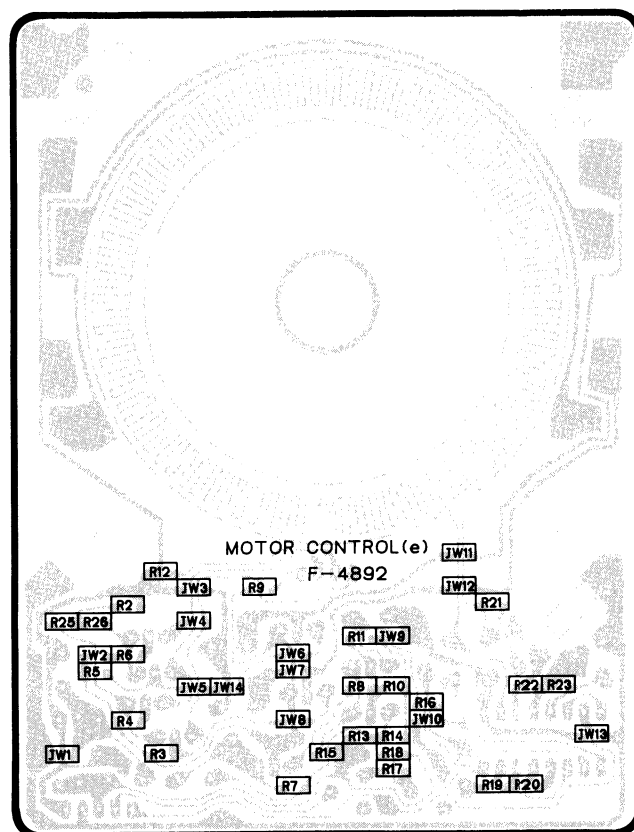 MOTOR CONTROL(e)
JW11
F-4892
R12
JW3
R9
JW12
R2
R21
R25 R26
JW4
R11 JW9
JW2 R6
JW6
R5
JW7
JW5 JW14
R8 R10
R22 R23
R16
R4
JW8
JW10
R13 R14
JW13
JW1
R3
R15
R18
R17
R7
R19 R20